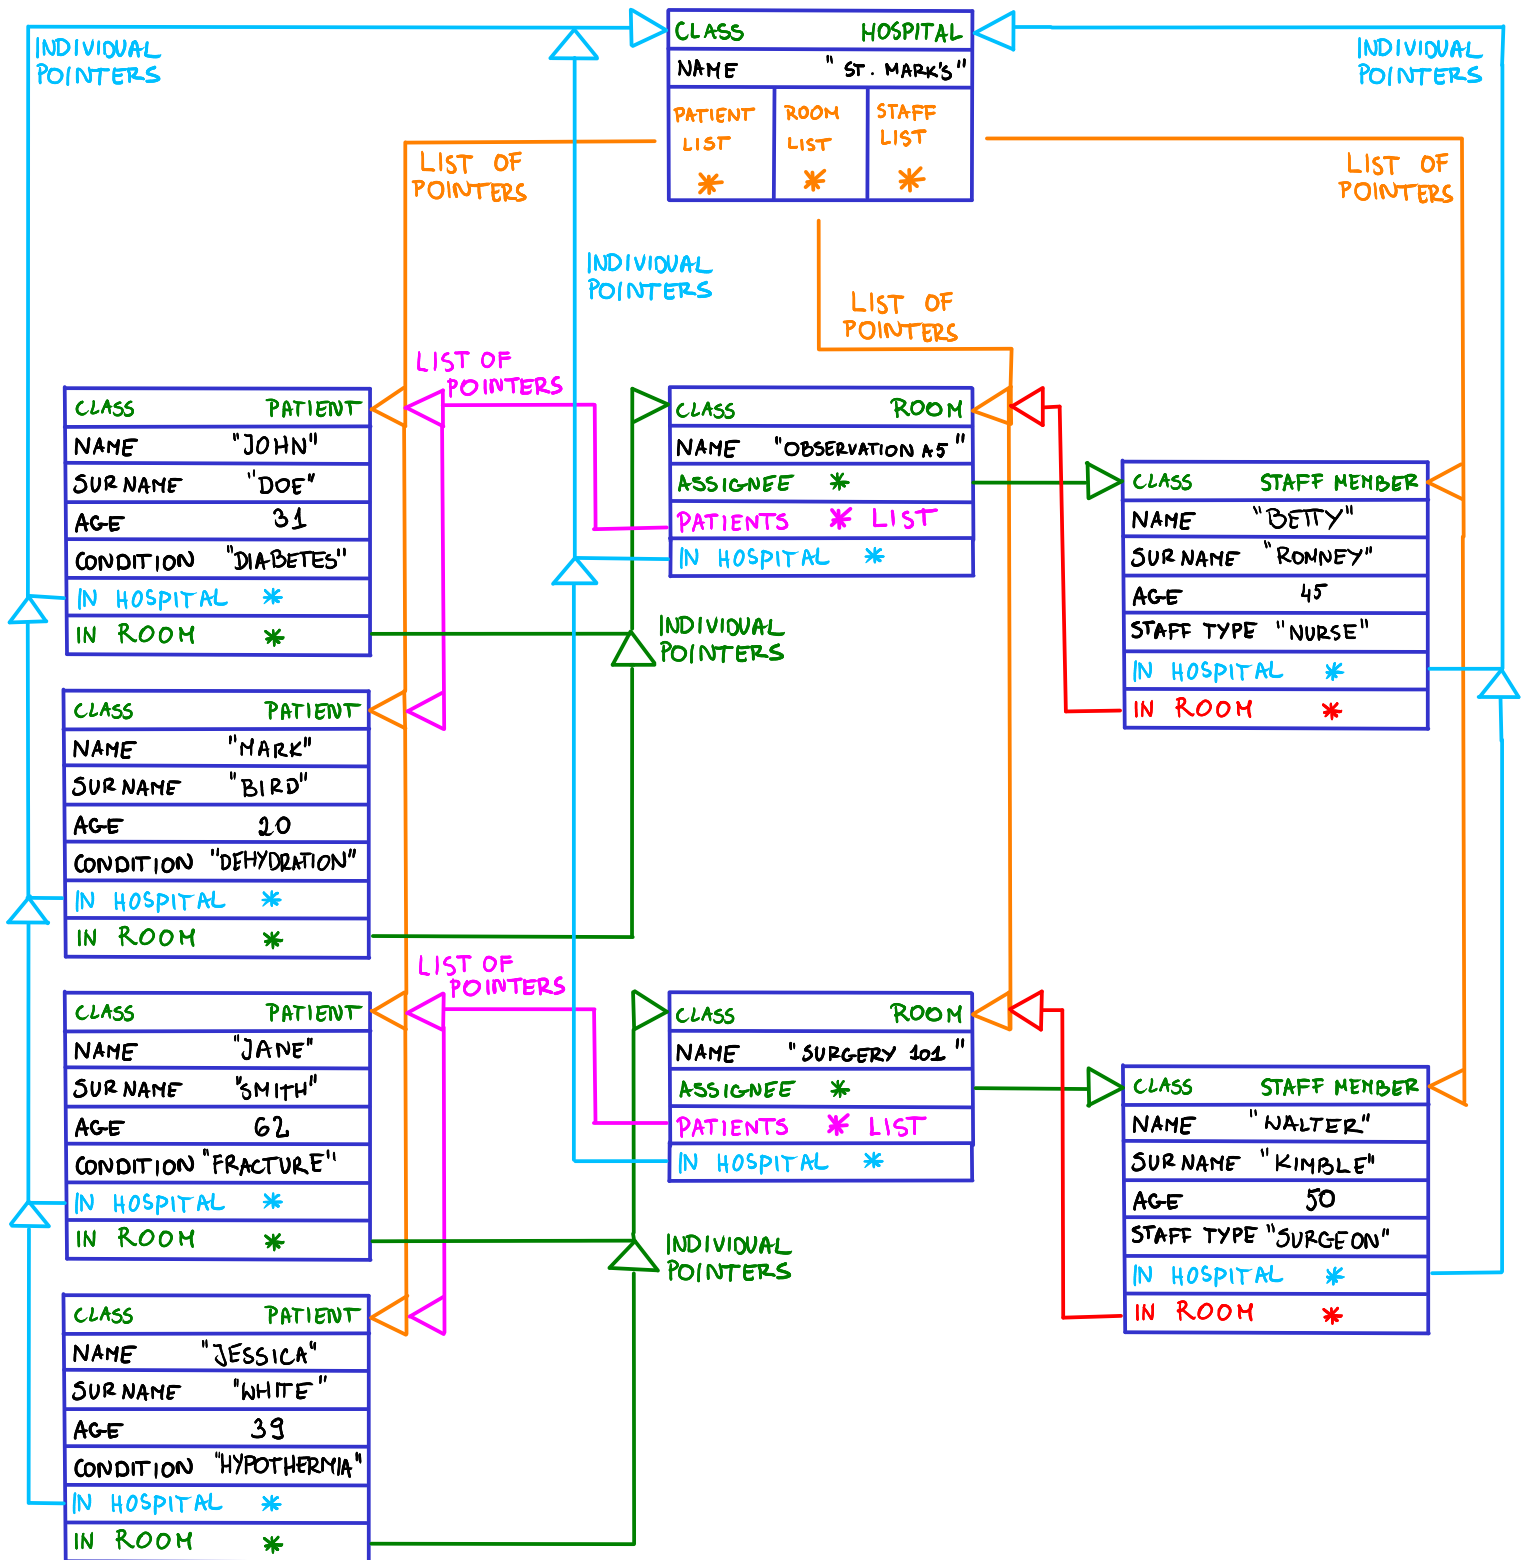 CLASS HOSPITAL
NAME "ST. MARK'S"
PATIENT LIST *
ROOM LIST *
STAFF LIST *
INDIVIDUAL
POINTERS
INDIVIDUAL
POINTERS
LIST OF
POINTERS
LIST OF
POINTERS
INDIVIDUAL
POINTERS
LIST OF
POINTERS
LIST OF
POINTERS
CLASS PATIENT
NAME "JOHN"
SURNAME "DOE"
AGE 31
CONDITION "DIABETES"
IN HOSPITAL *
IN ROOM *
CLASS ROOM
NAME "OBSERVATION A5"
ASSIGNEE *
PATIENTS * LIST
IN HOSPITAL *
CLASS STAFF MEMBER
NAME "BETTY"
SURNAME "ROMNEY"
AGE 45
STAFF TYPE "NURSE"
IN HOSPITAL *
IN ROOM *
INDIVIDUAL
POINTERS
CLASS PATIENT
NAME "MARK"
SURNAME "BIRD"
AGE 20
CONDITION "DEHYDRATION"
IN HOSPITAL *
IN ROOM *
LIST OF
POINTERS
CLASS PATIENT
NAME "JANE"
SURNAME "SMITH"
AGE 62
CONDITION "FRACTURE"
IN HOSPITAL *
IN ROOM *
CLASS ROOM
NAME "SURGERY 101"
ASSIGNEE *
PATIENTS * LIST
IN HOSPITAL *
CLASS STAFF MEMBER
NAME "WALTER"
SURNAME "KIMBLE"
AGE 50
STAFF TYPE "SURGEON"
IN HOSPITAL *
IN ROOM *
INDIVIDUAL
POINTERS
CLASS PATIENT
NAME "JESSICA"
SURNAME "WHITE"
AGE 39
CONDITION "HYPOTHERMIA"
IN HOSPITAL *
IN ROOM *